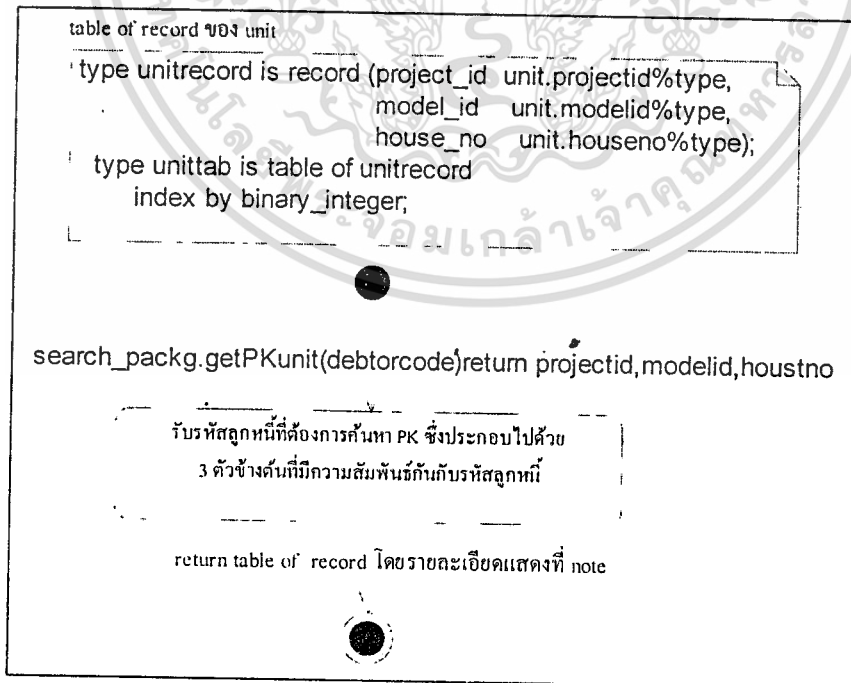 table of record ของ unit
type unitrecord is record (project_id unit.projectid%type,
model_id unit.modelid%type,
house_no unit.houseno%type);
type unittab is table of unitrecord
index by binary_integer;
search_packg.getPKunit(debtorcode)return projectid,modelid,houstno
รับรหัสลูกหนี้ที่ต้องการค้นหา PK ซึ่งประกอบไปด้วย
3 ตัวข้างต้นที่มีความสัมพันธ์กันกับรหัสลูกหนี้
return table of record โดยรายละเอียดแสดงที่ note